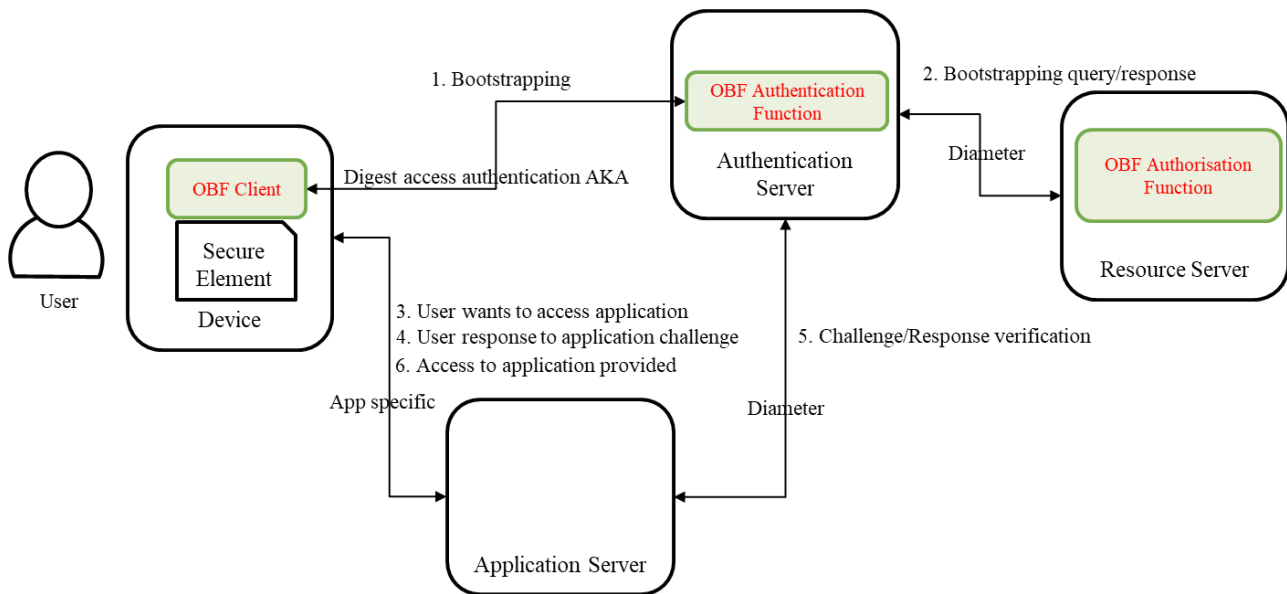 1. Bootstrapping
OBF Authentication
Function
Authentication
Server
2. Bootstrapping query/response
Diameter
OBF Authorisation
Function
Resource Server
User
OBF Client
Secure
Element
Device
Digest access authentication AKA
3. User wants to access application
4. User response to application challenge
6. Access to application provided
App specific
5. Challenge/Response verification
Diameter
Application Server